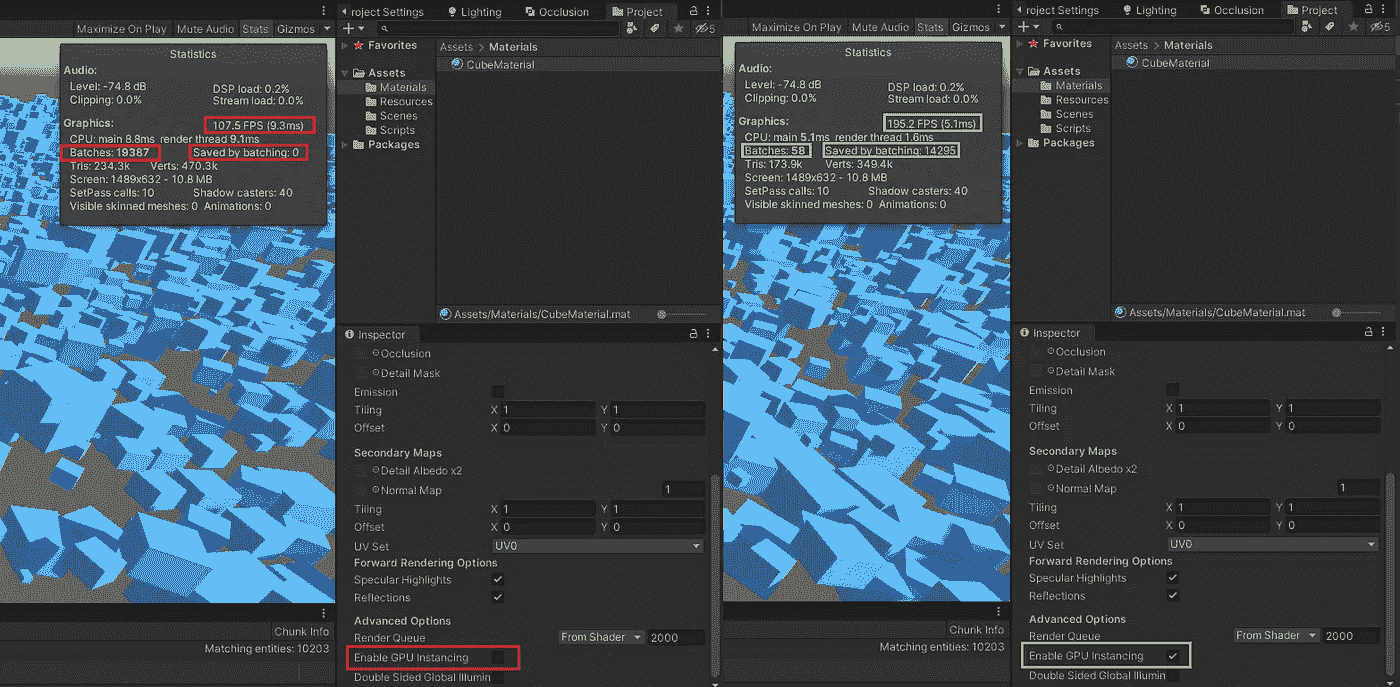 Maximize On Play Mute Audio Stats Gizmos
Statistics
Audio:
Level: -74.8 dB DSP load: 0.2%
Clipping: 0.0% Stream load: 0.0%
Graphics: 107.5 FPS (9.3ms)
CPU: main 8.8ms render thread 9.1ms
Batches: 19387 Saved by batching: 0
Tris: 234.3k Verts: 470.3k
Screen: 1489x632 - 10.8 MB
SetPass calls: 10 Shadow casters: 40
Visible skinned meshes: 0 Animations: 0
Chunk Info
Matching entities: 10203
roject Settings Lighting Occlusion Project
5
Favorites
Assets
Materials
Resources
Scenes
Scripts
Packages
Assets > Materials
CubeMaterial
Assets/Materials/CubeMaterial.mat
Inspector
Occlusion
Detail Mask
Emission
Tiling X 1 Y 1
Offset X 0 Y 0
Secondary Maps
Detail Albedo x2
Normal Map 1
Tiling X 1 Y 1
Offset X 0 Y 0
UV Set UV0
Forward Rendering Options
Specular Highlights
Reflections
Advanced Options
Render Queue From Shader 2000
Enable GPU Instancing
Double Sided Global Illumin
Maximize On Play Mute Audio Stats Gizmos
Statistics
Audio:
Level: -74.8 dB DSP load: 0.2%
Clipping: 0.0% Stream load: 0.0%
Graphics: 195.2 FPS (5.1ms)
CPU: main 5.1ms render thread 1.6ms
Batches: 58 Saved by batching: 14295
Tris: 173.9k Verts: 349.4k
Screen: 1489x632 - 10.8 MB
SetPass calls: 10 Shadow casters: 40
Visible skinned meshes: 0 Animations: 0
Chunk Info
Matching entities: 10203
roject Settings Lighting Occlusion Project
5
Favorites
Assets
Materials
Resources
Scenes
Scripts
Packages
Assets > Materials
CubeMaterial
Assets/Materials/CubeMaterial.mat
Inspector
Occlusion
Detail Mask
Emission
Tiling X 1 Y 1
Offset X 0 Y 0
Secondary Maps
Detail Albedo x2
Normal Map 1
Tiling X 1 Y 1
Offset X 0 Y 0
UV Set UV0
Forward Rendering Options
Specular Highlights
Reflections
Advanced Options
Render Queue From Shader 2000
Enable GPU Instancing
Double Sided Global Illumin